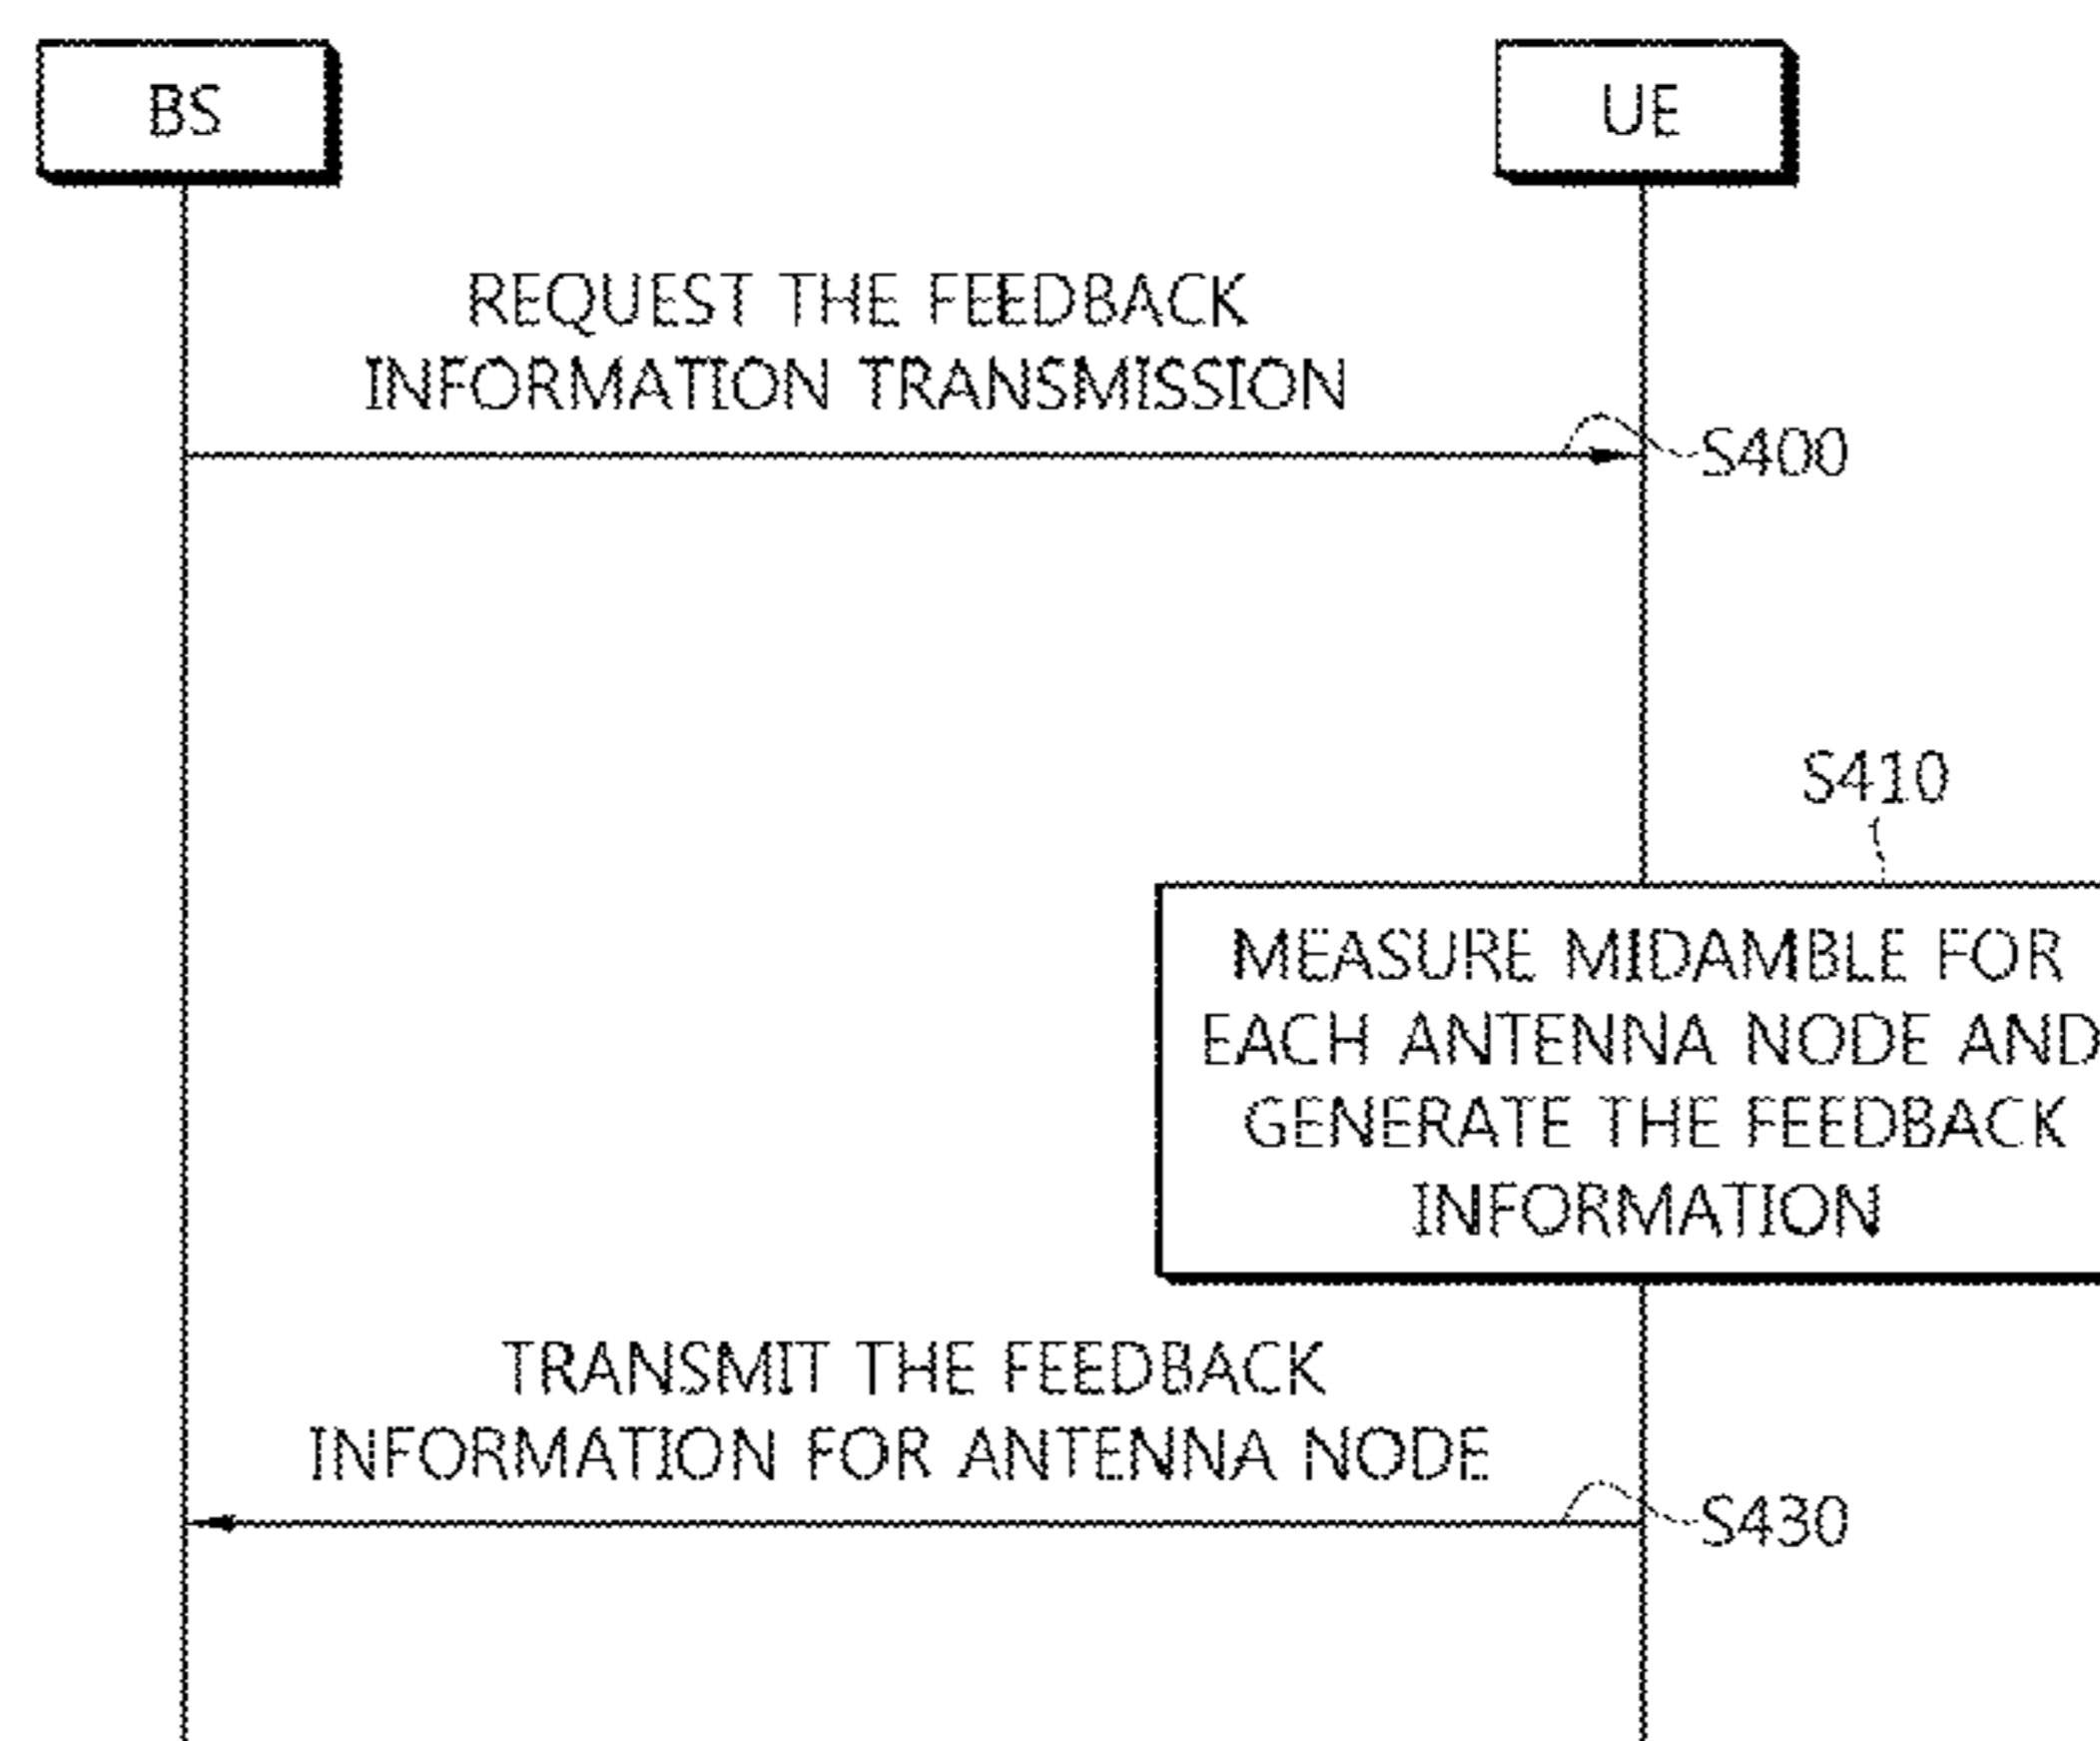 BS
UE
REQUEST THE FEEDBACK
INFORMATION TRANSMISSION
S400
S410
MEASURE MIDAMBLE FOR
EACH ANTENNA NODE AND
GENERATE THE FEEDBACK
INFORMATION
TRANSMIT THE FEEDBACK
INFORMATION FOR ANTENNA NODE
S430